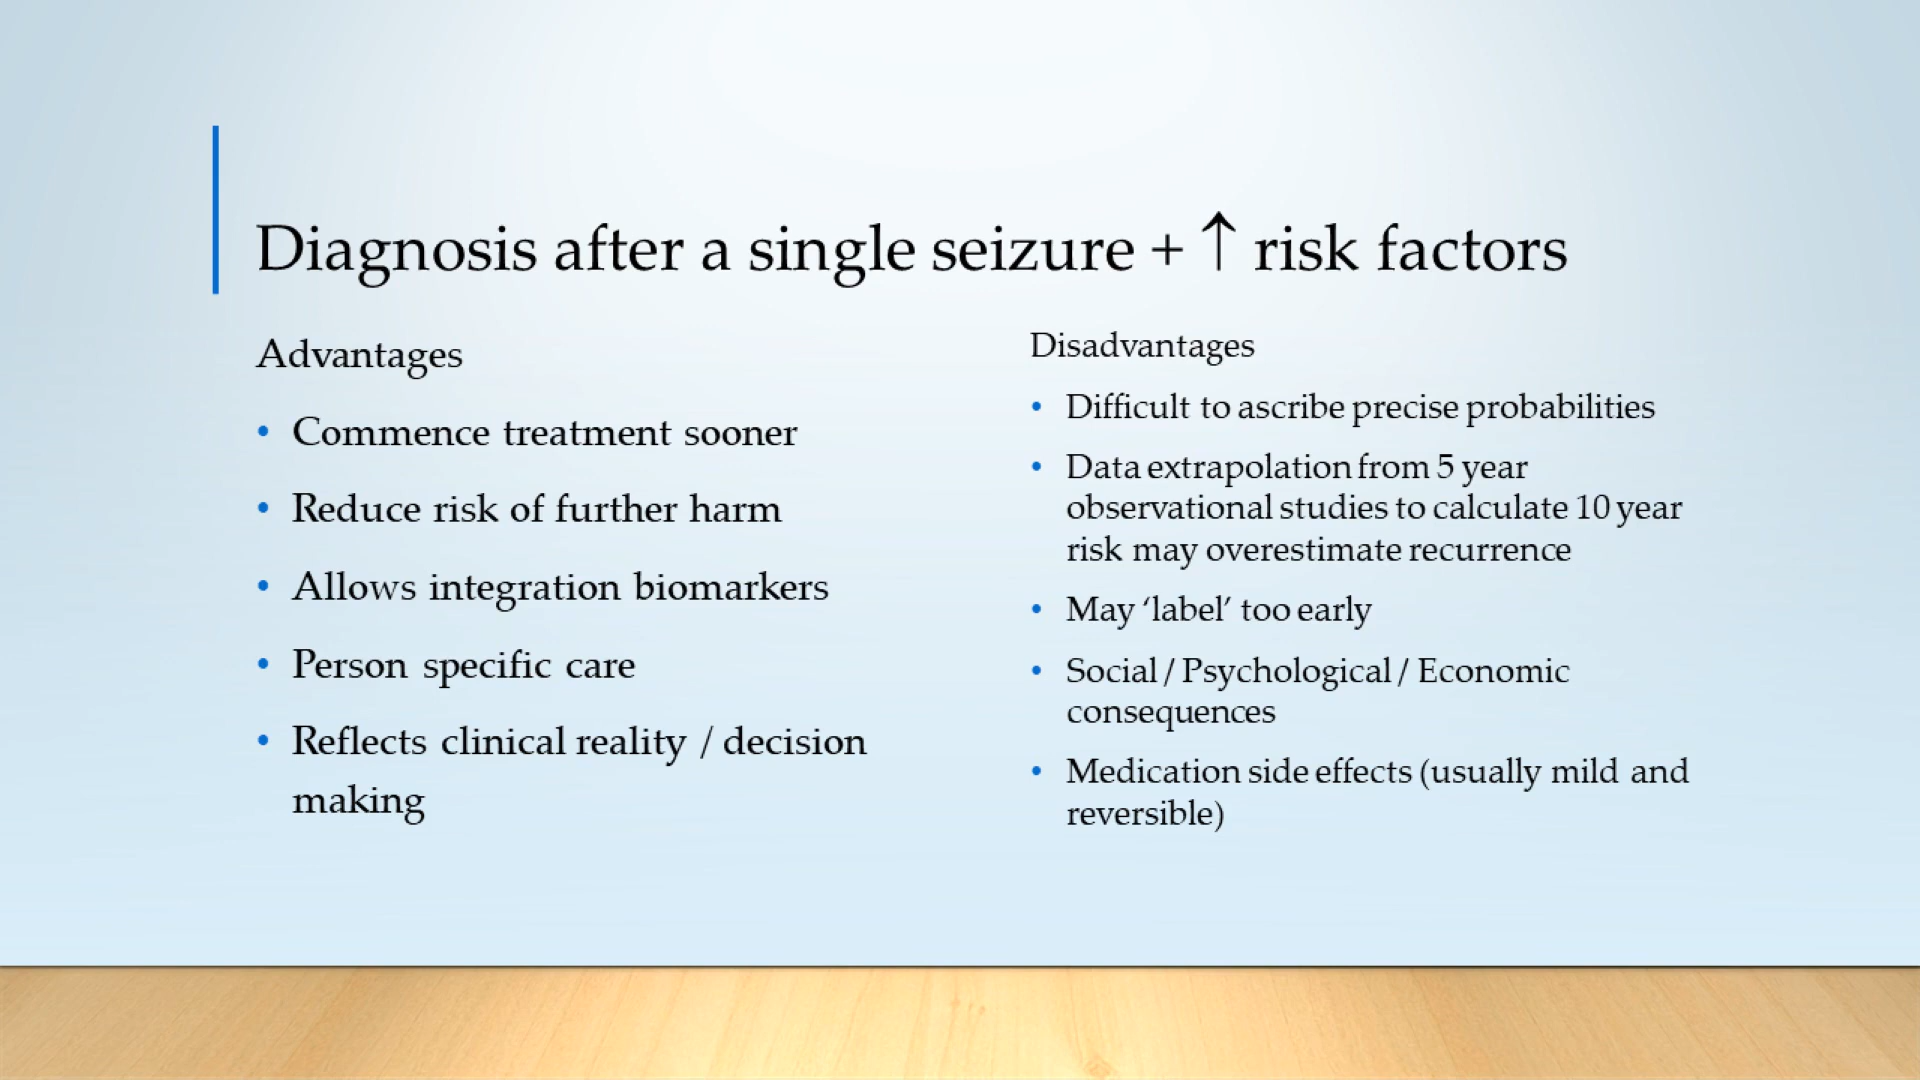 Diagnosis after a single seizure + ↑ risk factors
Advantages
• Commence treatment sooner
• Reduce risk of further harm
• Allows integration biomarkers
• Person specific care
• Reflects clinical reality / decision
making
Disadvantages
• Difficult to ascribe precise probabilities
• Data extrapolation from 5 year
observational studies to calculate 10 year
risk may overestimate recurrence
• May ‘label’ too early
• Social / Psychological / Economic
consequences
• Medication side effects (usually mild and
reversible)